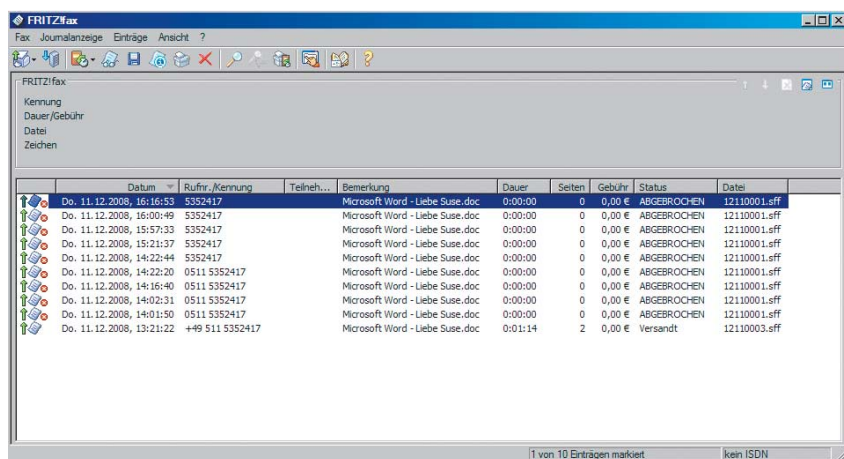 FRITZ!fax
Fax Journalanzeige Einträge Ansicht ?
FRITZ!fax
Kennung
Dauer/Gebühr
Datei
Zeichen
Datum Rufnr./Kennung Teilneh... Bemerkung Dauer Seiten Gebühr Status Datei
Do. 11.12.2008, 16:16:53 5352417 Microsoft Word - Liebe Suse.doc 0:00:00 0 0,00 € ABGEBROCHEN 12110001.sff
Do. 11.12.2008, 16:00:49 5352417 Microsoft Word - Liebe Suse.doc 0:00:00 0 0,00 € ABGEBROCHEN 12110001.sff
Do. 11.12.2008, 15:57:33 5352417 Microsoft Word - Liebe Suse.doc 0:00:00 0 0,00 € ABGEBROCHEN 12110001.sff
Do. 11.12.2008, 15:21:37 5352417 Microsoft Word - Liebe Suse.doc 0:00:00 0 0,00 € ABGEBROCHEN 12110001.sff
Do. 11.12.2008, 14:22:44 5352417 Microsoft Word - Liebe Suse.doc 0:00:00 0 0,00 € ABGEBROCHEN 12110001.sff
Do. 11.12.2008, 14:22:20 0511 5352417 Microsoft Word - Liebe Suse.doc 0:00:00 0 0,00 € ABGEBROCHEN 12110001.sff
Do. 11.12.2008, 14:16:40 0511 5352417 Microsoft Word - Liebe Suse.doc 0:00:00 0 0,00 € ABGEBROCHEN 12110001.sff
Do. 11.12.2008, 14:02:31 0511 5352417 Microsoft Word - Liebe Suse.doc 0:00:00 0 0,00 € ABGEBROCHEN 12110001.sff
Do. 11.12.2008, 14:01:50 0511 5352417 Microsoft Word - Liebe Suse.doc 0:00:00 0 0,00 € ABGEBROCHEN 12110001.sff
Do. 11.12.2008, 13:21:22 +49 511 5352417 Microsoft Word - Liebe Suse.doc 0:01:14 2 0,00 € Versandt 12110003.sff
1 von 10 Einträgen markiert kein ISDN